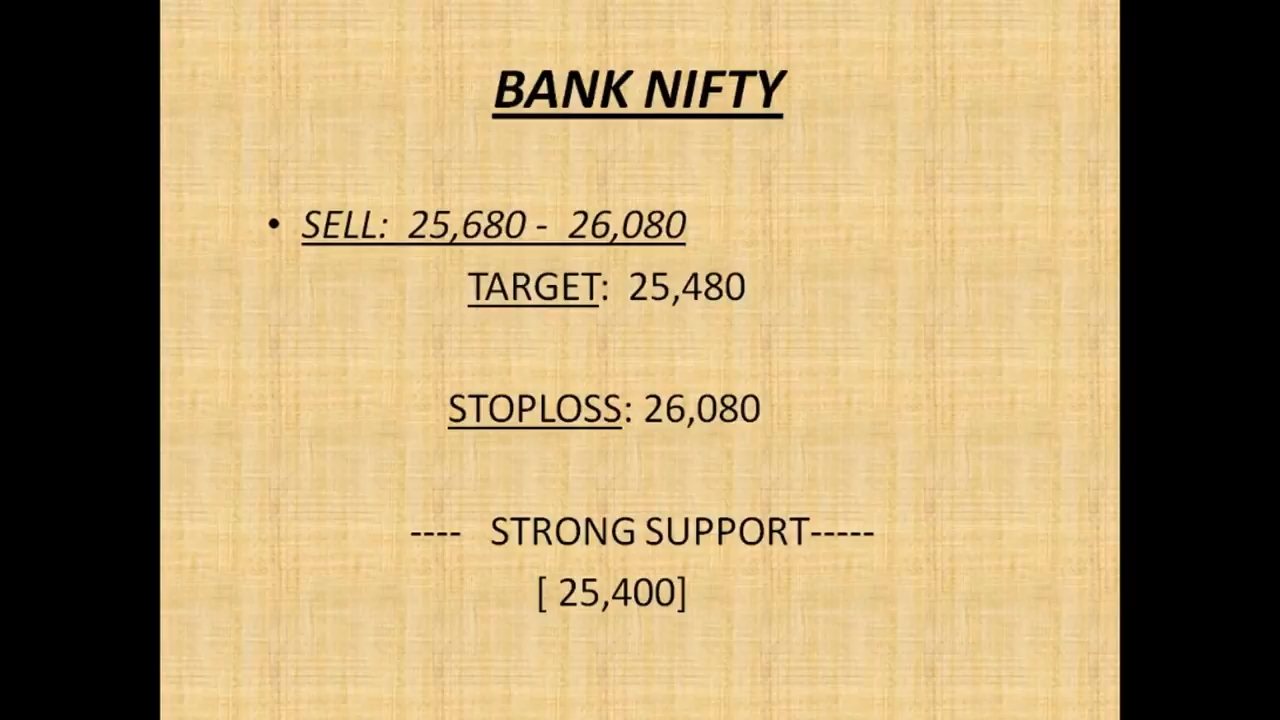 BANK NIFTY
• SELL:  25,680 -  26,080
TARGET:  25,480
STOPLOSS: 26,080
----   STRONG SUPPORT-----
[ 25,400]